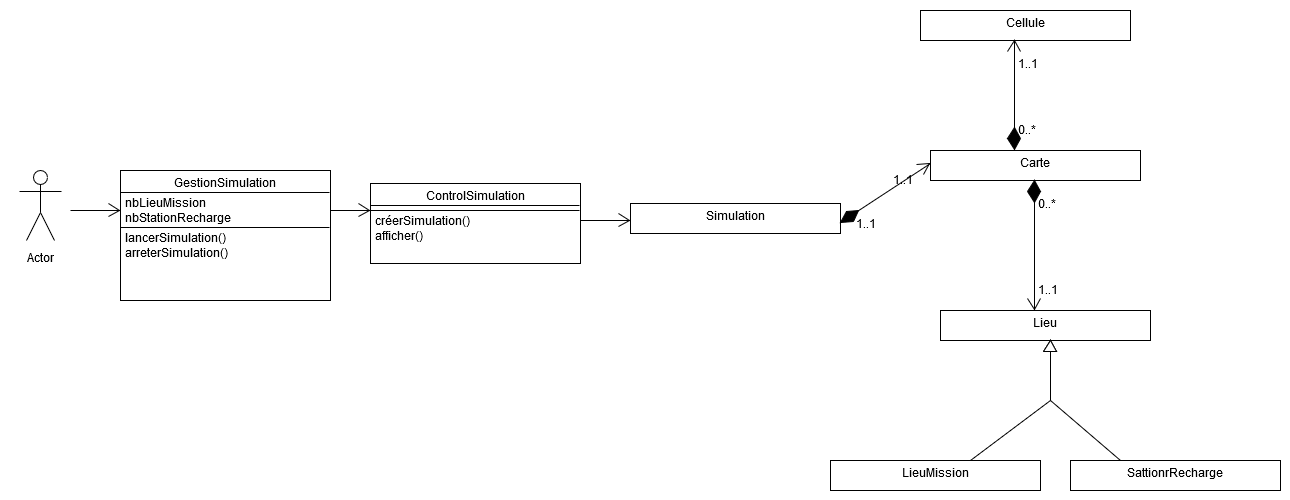 Actor
GestionSimulation
nbLieuMission
nbStationRecharge
lancerSimulation()
arreterSimulation()
ControlSimulation
créerSimulation()
afficher()
Simulation
1..1
1..1
Cellule
1..1
0..*
Carte
0..*
1..1
Lieu
LieuMission
SattionrRecharge